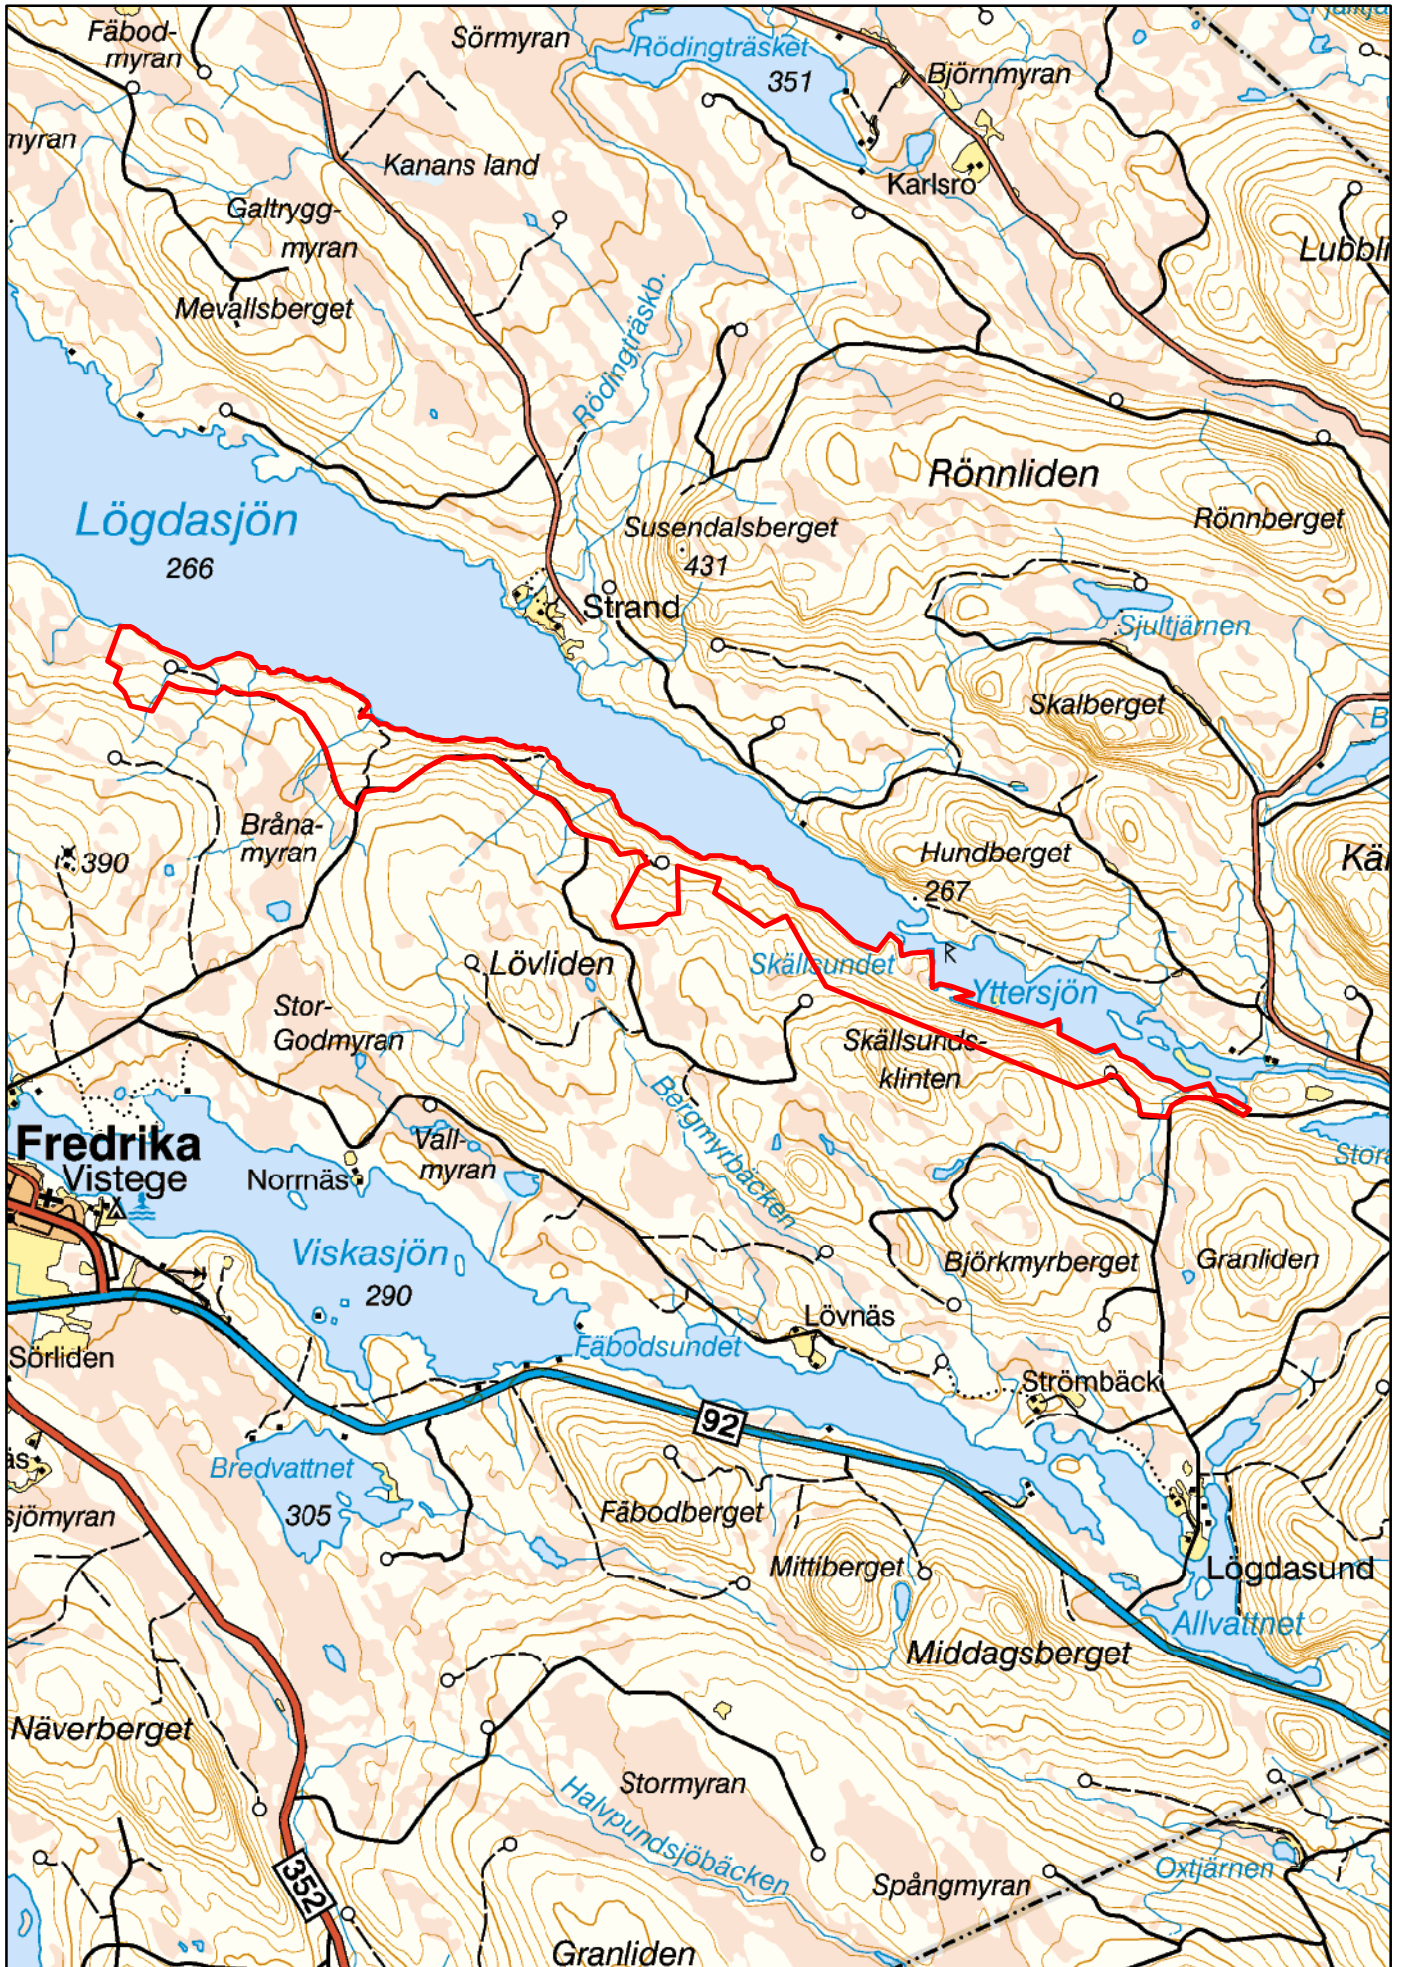 Fäbod-
myran
Sörmyran
Rödingträsket
351
Björnmyran
myran
Kanans land
Karlsro
Galtrygg-
myran
Lubbli
Mevallsberget
Rödingträskb.
Rönnliden
Lögdasjön
266
Susendalsberget
431
Rönnberget
Strand
Sjultjärnen
Skalberget
B
Bråna-
myran
390
Hundberget
267
Kär
Lövliden
Skällsundet
R
Yttersjön
Stor-
Godmyran
Skällsunds-
klinten
Bergmyrbäcken
Fredrika
Vistege
Vall-
myran
Norrnäs
Stora
Viskasjön
290
Björkmyrberget
Granliden
Lövnäs
Fäbodsundet
Sörliden
Strömbäck
92
Bredvattnet
305
äs
sjömyran
Fäbodberget
Mittiberget
Lögdasund
Allvattnet
Middagsberget
Näverberget
Stormyran
Halvpundsjöbäcken
Oxtjärnen
Spångmyran
352
Granliden